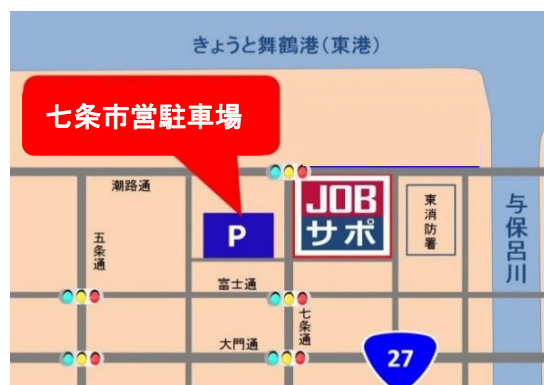 きょうと舞鶴港(東港)
七条市営駐車場
潮路通
JOB
サポ
P
東消防署
与保呂川
五条通
富士通
七条通
大門通
27